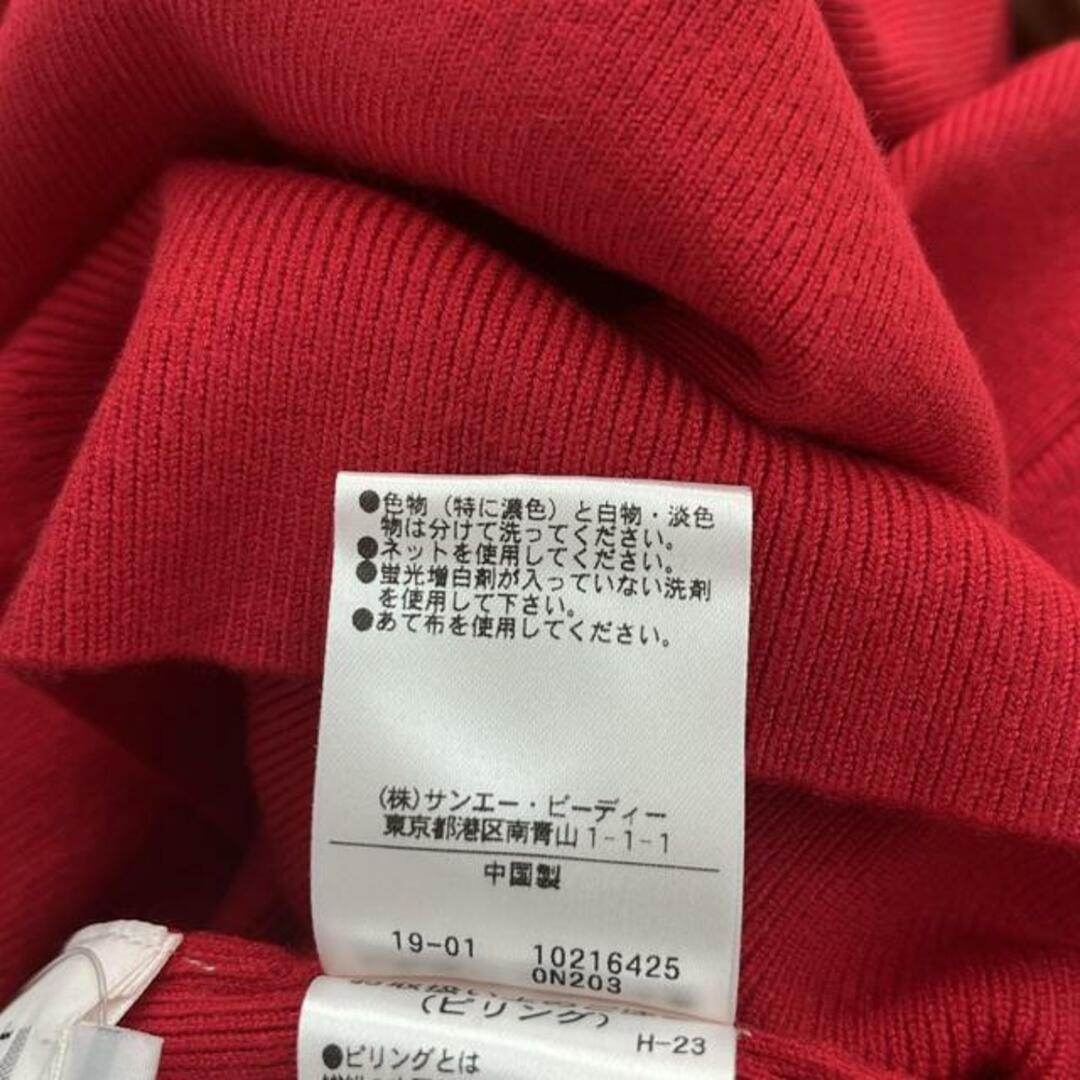 ●色物（特に濃色）と白物・淡色
物は分けて洗ってください。
●ネットを使用してください。
●蛍光増白剤が入っていない洗剤
を使用して下さい。
●あて布を使用してください。
(株)サンエー・ビーディー
東京都港区南青山1-1-1
中国製
19-01 10216425
0N203
(ピリング)
H-23
●ピリングとは